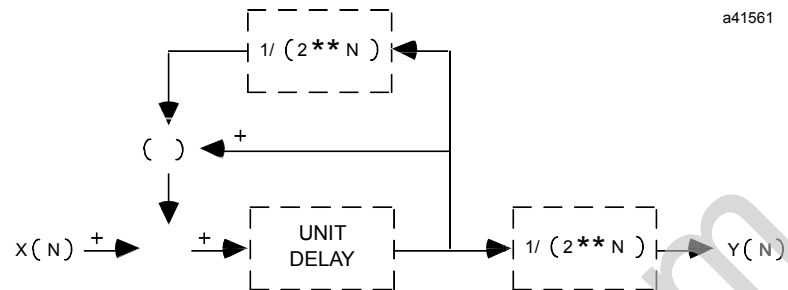 a41561
1/ (2 ** N )
+
( )
X( N) +
+
UNIT
DELAY
1/ (2 ** N )
Y( N)